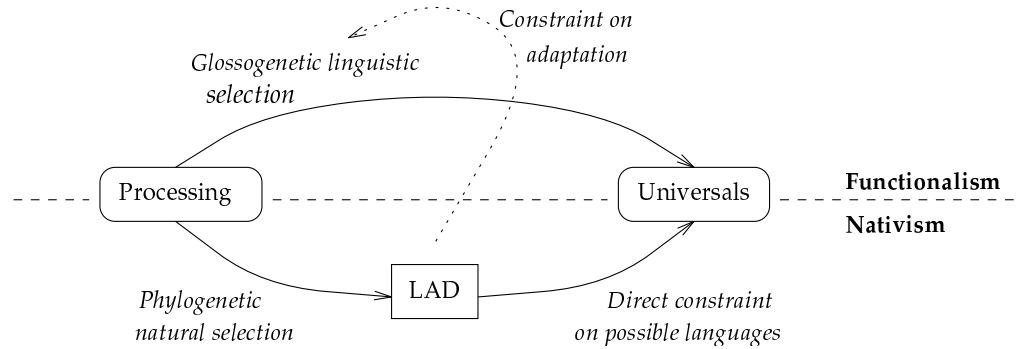 Constraint on
adaptation
Glossogenetic linguistic
selection
Processing
Universals
Functionalism
Nativism
LAD
Phylogenetic
natural selection
Direct constraint
on possible languages